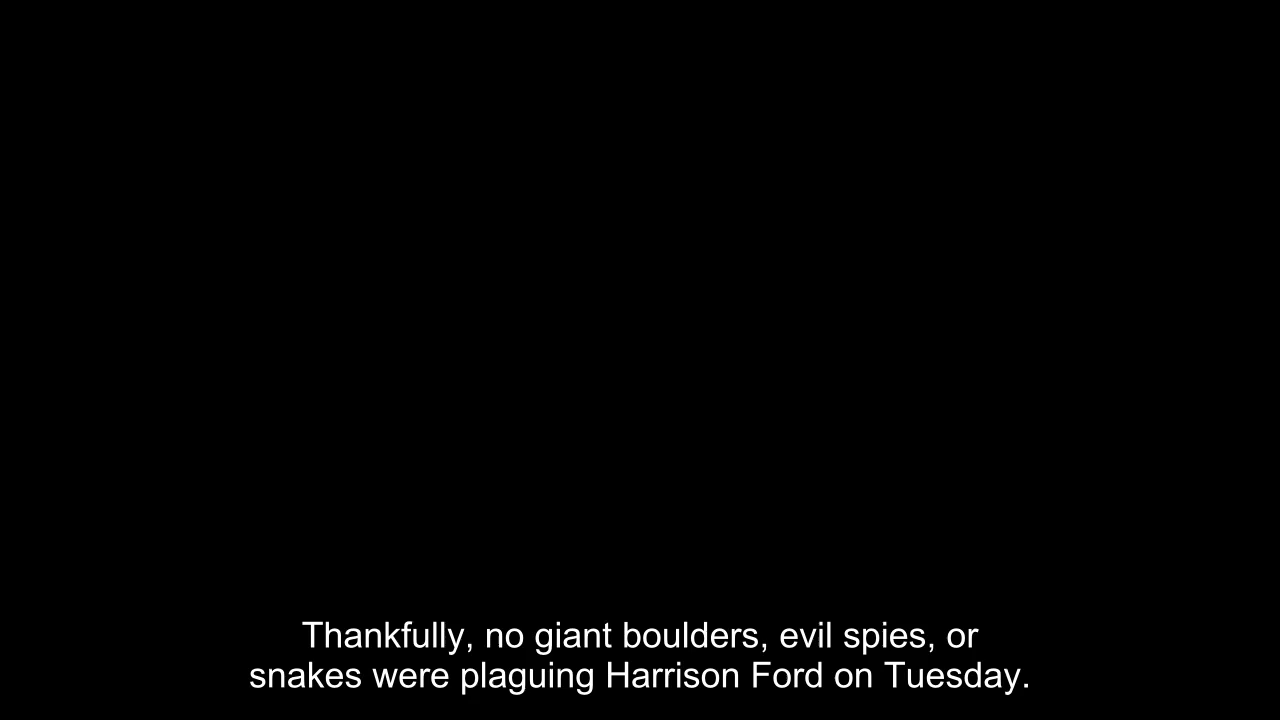 Thankfully, no giant boulders, evil spies, or
snakes were plaguing Harrison Ford on Tuesday.